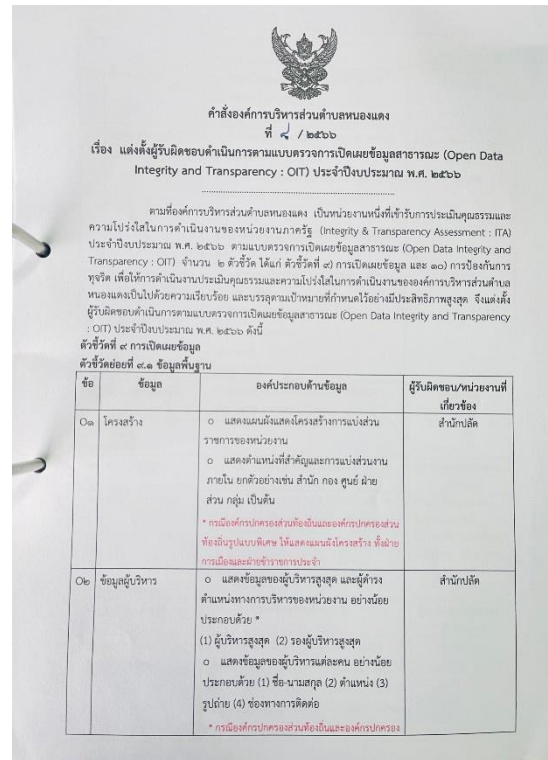 คำสั่งองค์การบริหารส่วนตำบลหนองแดง
ที่ ๘ / ๒๕๖๖
เรื่อง แต่งตั้งผู้รับผิดชอบดำเนินการตามแบบตรวจการเปิดเผยข้อมูลสาธารณะ (Open Data
Integrity and Transparency : OIT) ประจำปีงบประมาณ พ.ศ. ๒๕๖๖
ตามที่องค์การบริหารส่วนตำบลหนองแดง เป็นหน่วยงานหนึ่งที่เข้ารับการประเมินคุณธรรมและ
ความโปร่งใสในการดำเนินงานของหน่วยงานภาครัฐ (Integrity & Transparency Assessment : ITA)
ประจำปีงบประมาณ พ.ศ. ๒๕๖๖ ตามแบบตรวจการเปิดเผยข้อมูลสาธารณะ (Open Data Integrity and
Transparency : OIT) จำนวน ๒ ตัวชี้วัด ได้แก่ ตัวชี้วัดที่ ๙) การเปิดเผยข้อมูล และ ๑๐) การป้องกันการ
ทุจริต เพื่อให้การดำเนินงานประเมินคุณธรรมและความโปร่งใสในการดำเนินงานขององค์การบริหารส่วนตำบล
หนองแดงเป็นไปด้วยความเรียบร้อย และบรรลุตามเป้าหมายที่กำหนดไว้อย่างมีประสิทธิภาพสูงสุด จึงแต่งตั้ง
ผู้รับผิดชอบดำเนินการตามแบบตรวจการเปิดเผยข้อมูลสาธารณะ (Open Data Integrity and Transparency
: OIT) ประจำปีงบประมาณ พ.ศ. ๒๕๖๖ ดังนี้
ตัวชี้วัดที่ ๙ การเปิดเผยข้อมูล
ตัวชี้วัดย่อยที่ ๙.๑ ข้อมูลพื้นฐาน
ข้อ ข้อมูล องค์ประกอบด้านข้อมูล ผู้รับผิดชอบ/หน่วยงานที่
เกี่ยวข้อง
O๑ โครงสร้าง o แสดงแผนผังแสดงโครงสร้างการแบ่งส่วน สำนักปลัด
ราชการของหน่วยงาน
o แสดงตำแหน่งที่สำคัญและการแบ่งส่วนงาน
ภายใน ยกตัวอย่างเช่น สำนัก กอง ศูนย์ ฝ่าย
ส่วน กลุ่ม เป็นต้น
* กรณีองค์กรปกครองส่วนท้องถิ่นและองค์กรปกครองส่วน
ท้องถิ่นรูปแบบพิเศษ ให้แสดงแผนผังโครงสร้าง ทั้งฝ่าย
การเมืองและฝ่ายข้าราชการประจำ
O๒ ข้อมูลผู้บริหาร o แสดงข้อมูลของผู้บริหารสูงสุด และผู้ดำรง สำนักปลัด
ตำแหน่งทางการบริหารของหน่วยงาน อย่างน้อย
ประกอบด้วย *
(1) ผู้บริหารสูงสุด (2) รองผู้บริหารสูงสุด
o แสดงข้อมูลของผู้บริหารแต่ละคน อย่างน้อย
ประกอบด้วย (1) ชื่อ-นามสกุล (2) ตำแหน่ง (3)
รูปถ่าย (4) ช่องทางการติดต่อ
* กรณีองค์กรปกครองส่วนท้องถิ่นและองค์กรปกครอง